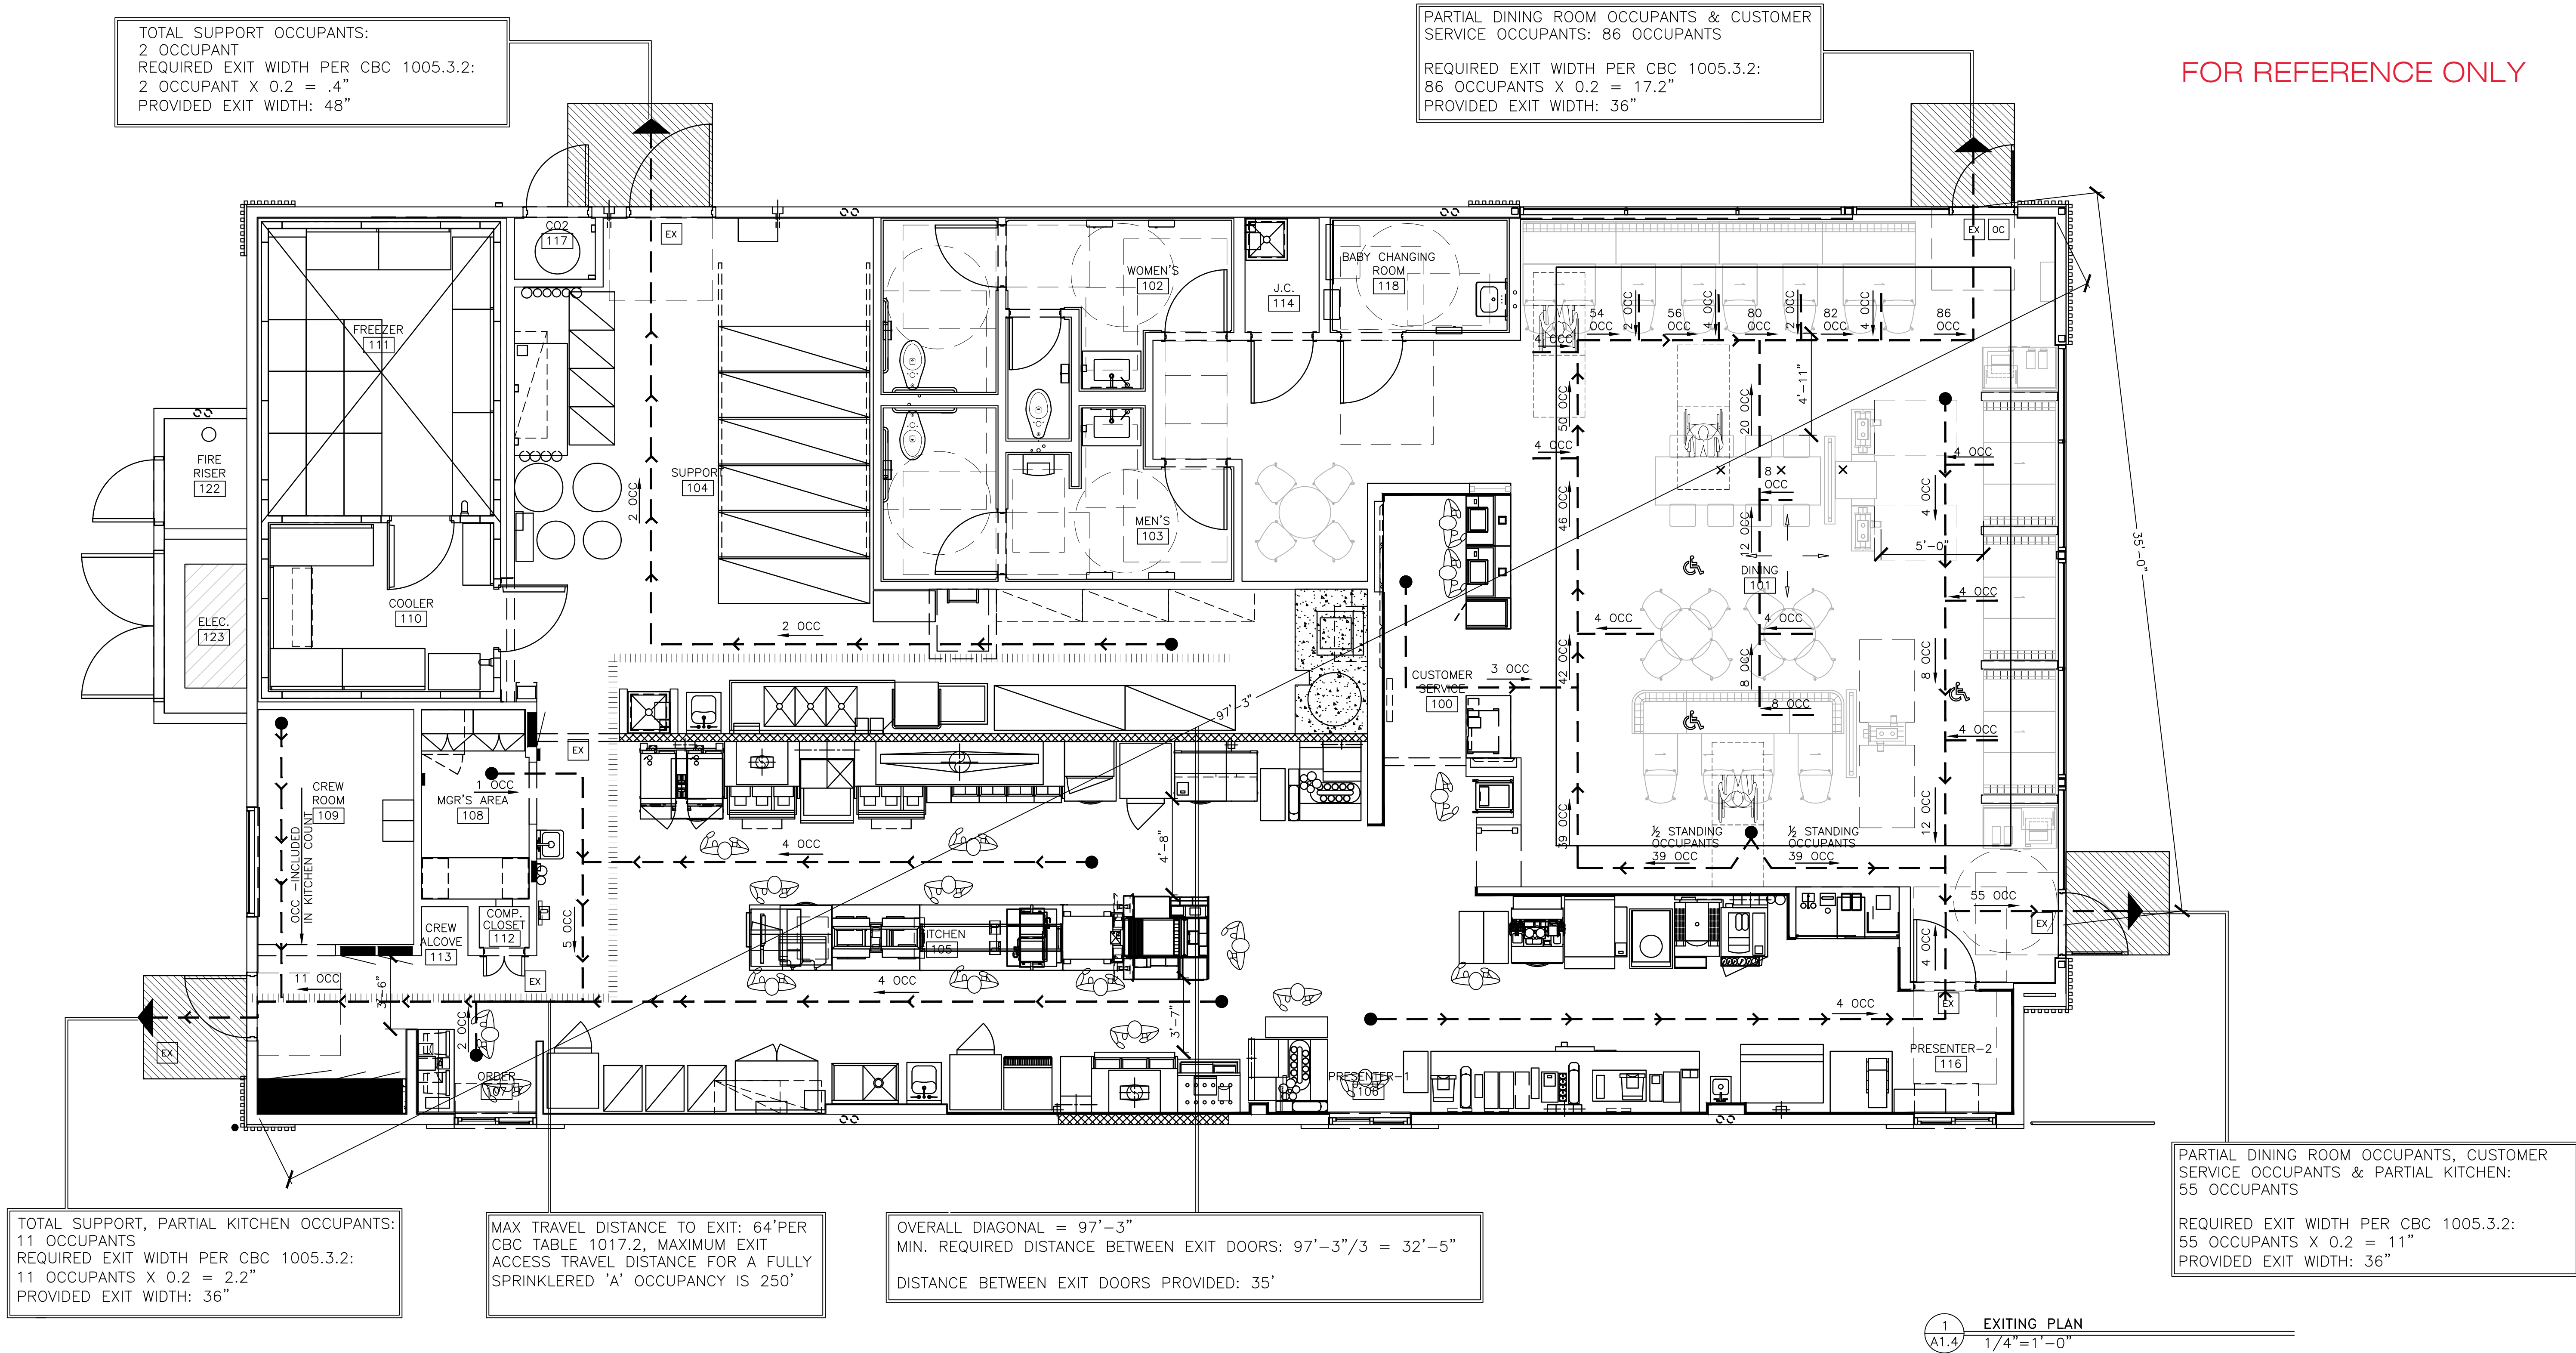 TOTAL SUPPORT OCCUPANTS:
2 OCCUPANT
REQUIRED EXIT WIDTH PER CBC 1005.3.2:
2 OCCUPANT X 0.2 = .4”
PROVIDED EXIT WIDTH: 48”
PARTIAL DINING ROOM OCCUPANTS & CUSTOMER
SERVICE OCCUPANTS: 86 OCCUPANTS
REQUIRED EXIT WIDTH PER CBC 1005.3.2:
86 OCCUPANTS X 0.2 = 17.2”
PROVIDED EXIT WIDTH: 36”
FOR REFERENCE ONLY
CO2
117
EX
EX
OC
FREEZER
111
WOMEN'S
102
J.C.
114
BABY CHANGING
ROOM
118
54
OCC
2 OCC
56
OCC
4 OCC
80
OCC
2 OCC
82
OCC
4 OCC
86
OCC
4 OCC
50 OCC
4 OCC
20 OCC
4'-11"
FIRE
RISER
122
SUPPORT
104
2 OCC
MEN'S
103
46 OCC
8
OCC
12 OCC
4 OCC
4 OCC
5'-0"
35'-0"
DINING
101
ELEC.
123
COOLER
110
2 OCC
4 OCC
4 OCC
4 OCC
CUSTOMER
SERVICE
100
3 OCC
42 OCC
8 OCC
8 OCC
8 OCC
4 OCC
97'-3"
EX
CREW
ROOM
109
OCC -INCLUDED
IN KITCHEN COUNT
1 OCC
MGR'S AREA
108
4 OCC
4'-8"
39 OCC
½ STANDING
OCCUPANTS
39 OCC
½ STANDING
OCCUPANTS
39 OCC
12 OCC
COMP.
CLOSET
112
CREW
ALCOVE
113
5 OCC
KITCHEN
105
55 OCC
EX
4 OCC
11 OCC
3'-6"
EX
4 OCC
3'-7"
4 OCC
EX
EX
2 OCC
ORDER
107
PRESENTER-1
106
PRESENTER-2
116
TOTAL SUPPORT, PARTIAL KITCHEN OCCUPANTS:
11 OCCUPANTS
REQUIRED EXIT WIDTH PER CBC 1005.3.2:
11 OCCUPANTS X 0.2 = 2.2”
PROVIDED EXIT WIDTH: 36”
MAX TRAVEL DISTANCE TO EXIT: 64'PER
CBC TABLE 1017.2, MAXIMUM EXIT
ACCESS TRAVEL DISTANCE FOR A FULLY
SPRINKLERED 'A' OCCUPANCY IS 250'
OVERALL DIAGONAL = 97'-3”
MIN. REQUIRED DISTANCE BETWEEN EXIT DOORS: 97'-3”/3 = 32'-5”
DISTANCE BETWEEN EXIT DOORS PROVIDED: 35'
PARTIAL DINING ROOM OCCUPANTS, CUSTOMER
SERVICE OCCUPANTS & PARTIAL KITCHEN:
55 OCCUPANTS
REQUIRED EXIT WIDTH PER CBC 1005.3.2:
55 OCCUPANTS X 0.2 = 11”
PROVIDED EXIT WIDTH: 36”
1
A1.4
EXITING PLAN
1/4"=1'-0"